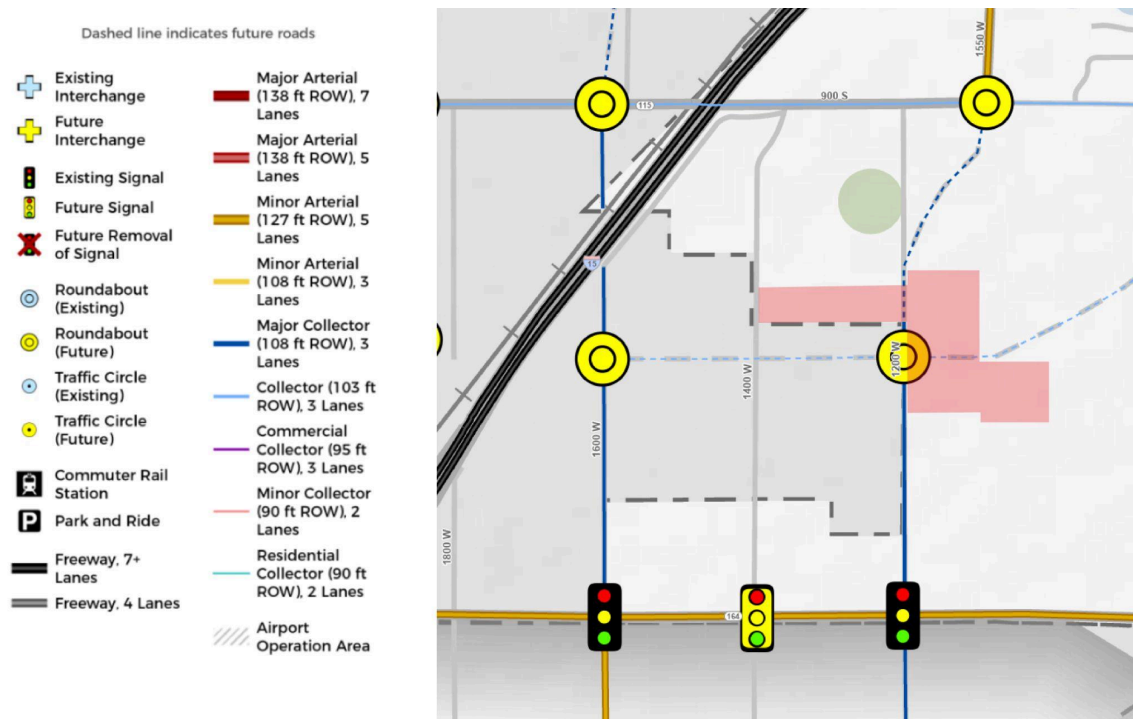 Dashed line indicates future roads
Existing
Interchange
Future
Interchange
Existing Signal
Future Signal
Future Removal
of Signal
Roundabout
(Existing)
Roundabout
(Future)
Traffic Circle
(Existing)
Traffic Circle
(Future)
Commuter Rail
Station
P
Park and Ride
Freeway, 7+
Lanes
Freeway, 4 Lanes
Major Arterial
(138 ft ROW), 7
Lanes
Major Arterial
(138 ft ROW), 5
Lanes
Minor Arterial
(127 ft ROW), 5
Lanes
Minor Arterial
(108 ft ROW), 3
Lanes
Major Collector
(108 ft ROW), 3
Lanes
Collector (103 ft
ROW), 3 Lanes
Commercial
Collector (95 ft
ROW), 3 Lanes
Minor Collector
(90 ft ROW), 2
Lanes
Residential
Collector (90 ft
ROW), 2 Lanes
Airport
Operation Area
1550 W
900 S
115
15
1200 W
1400 W
1600 W
1800 W
164